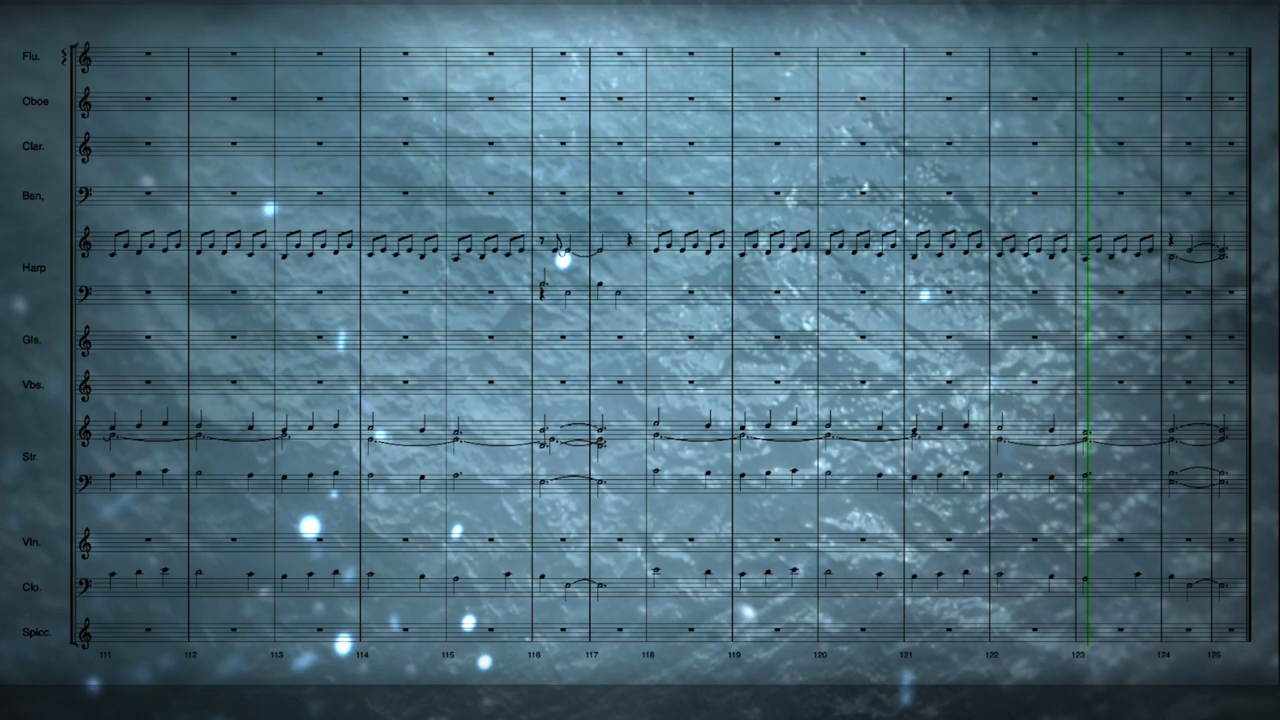 Flu.
Oboe
Clar.
Bsn,
Harp
Gls.
Vbs.
Str.
Vln.
Clo.
Spicc.
111 112 113 114 115 116 117 118 119 120 121 122 123 124 125